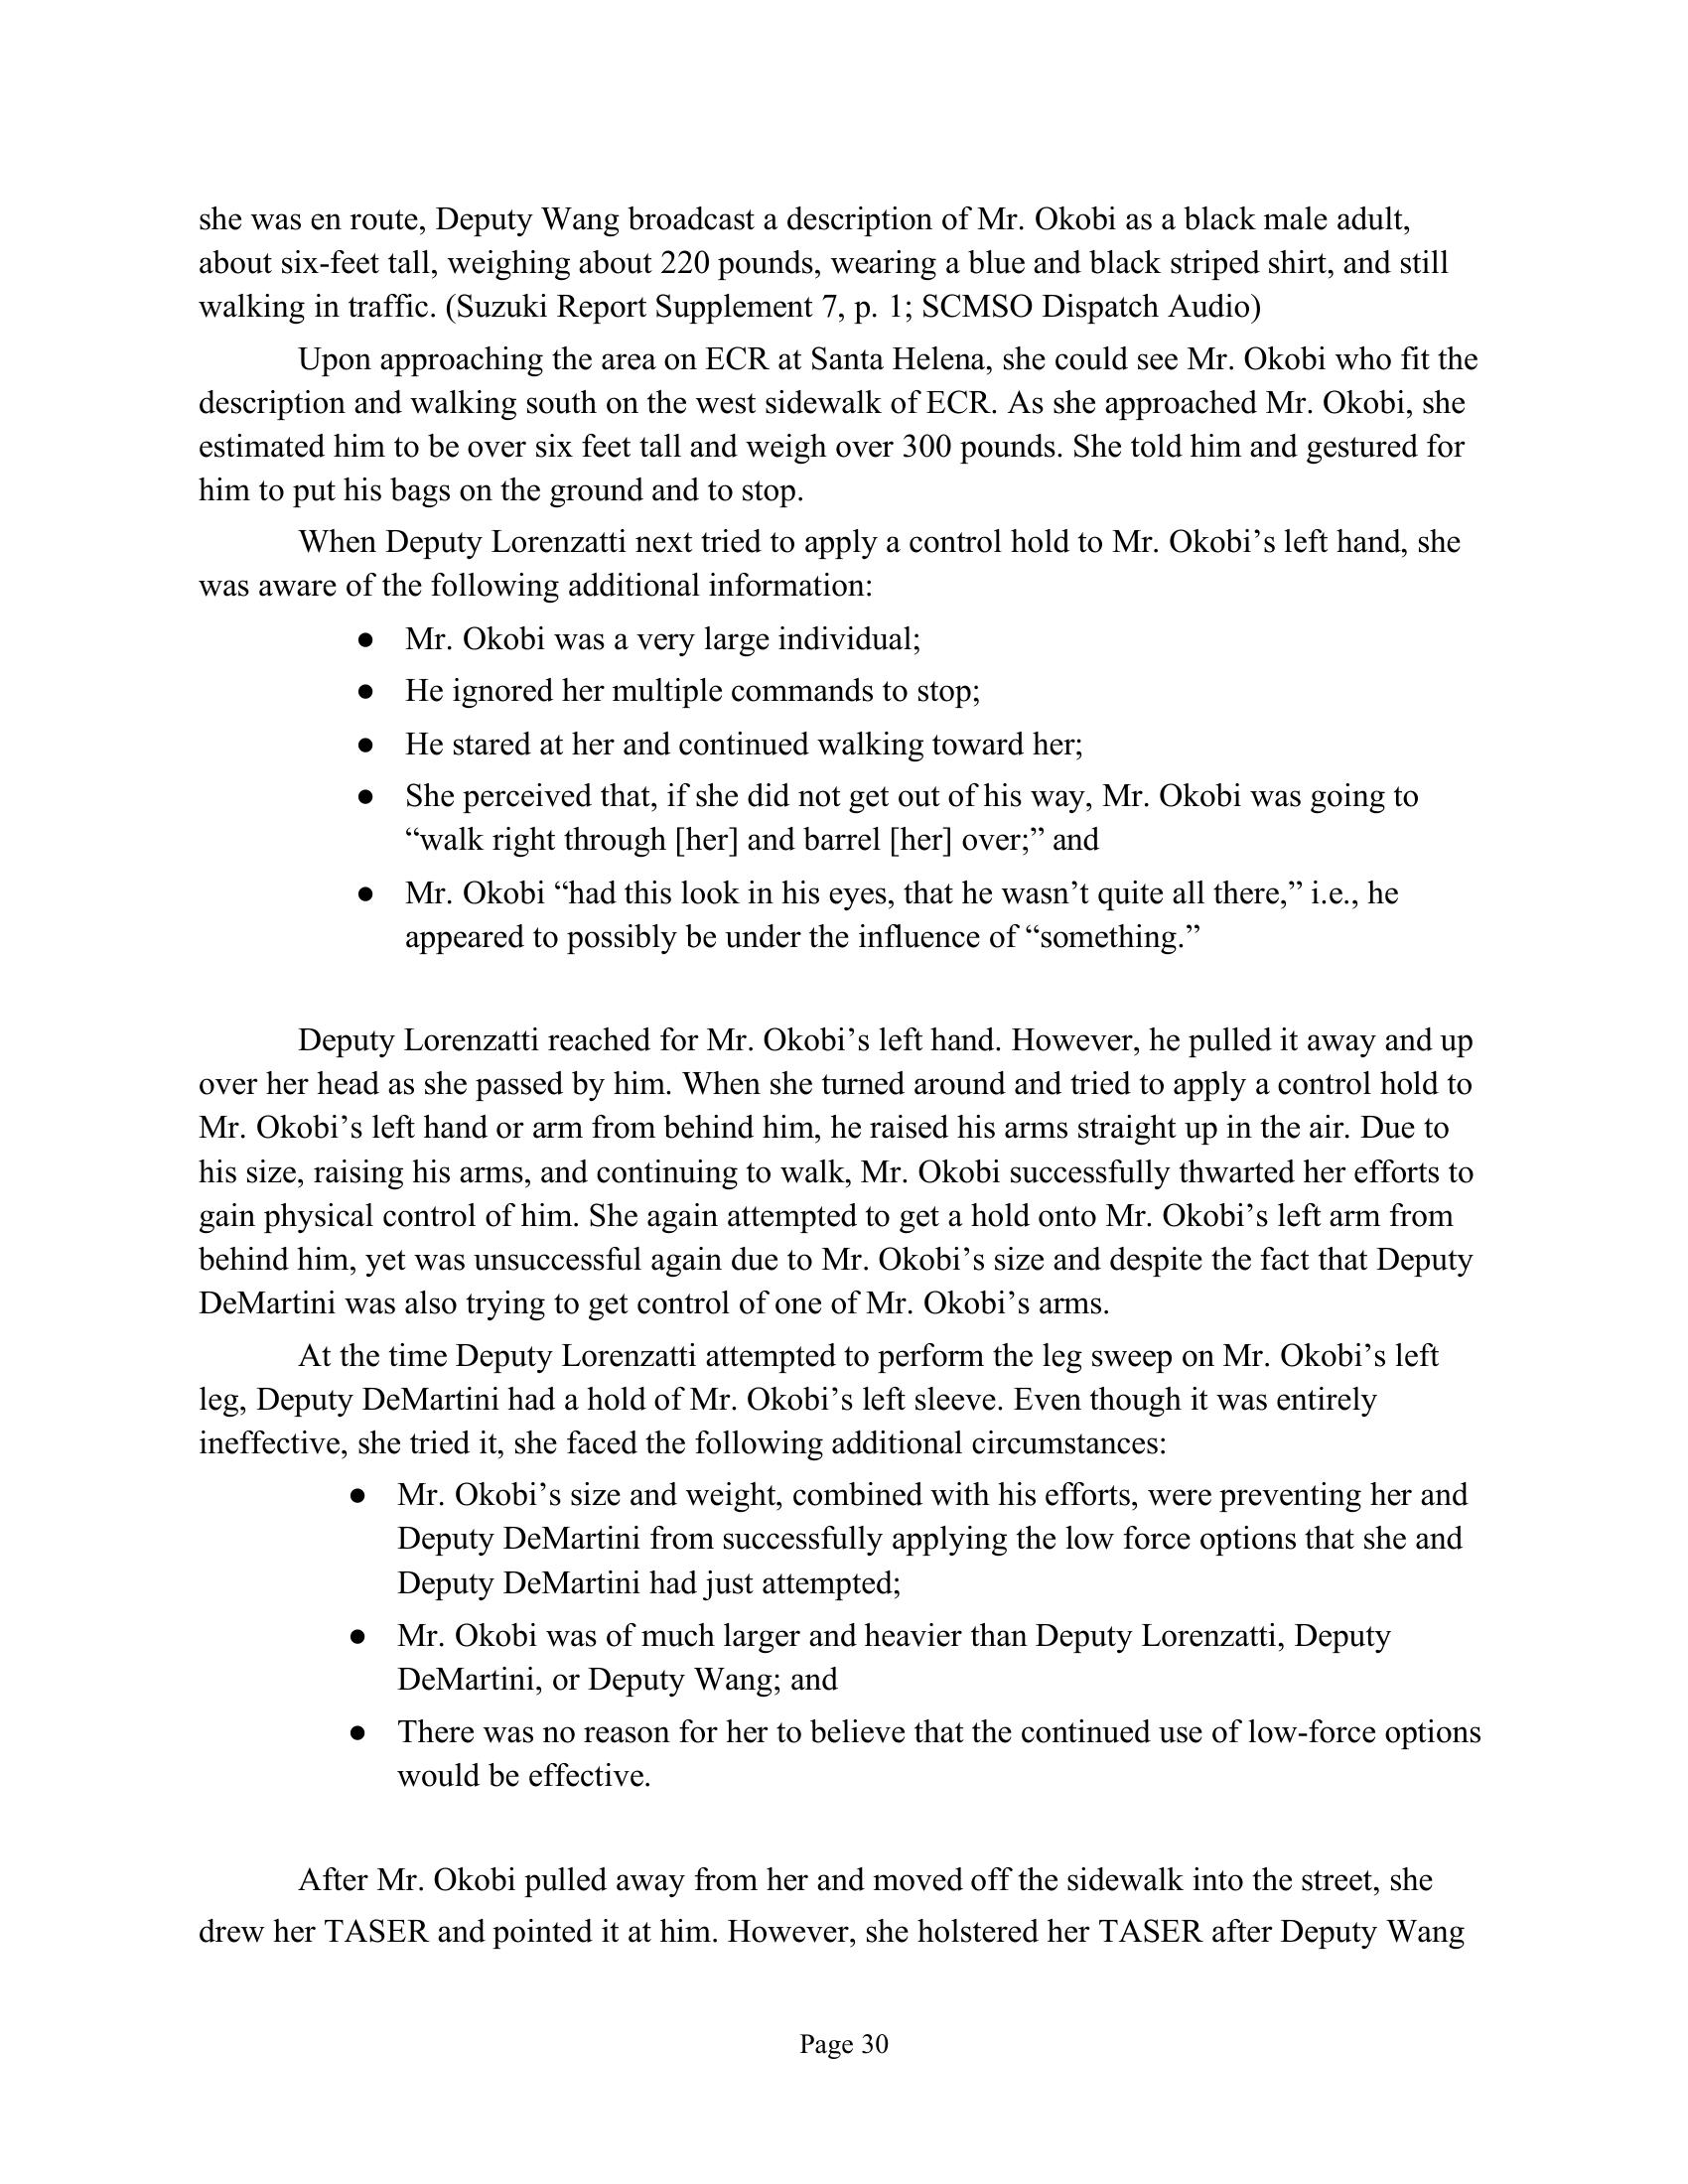 she was en route, Deputy Wang broadcast a description of Mr. Okobi as a black male adult,
about six-feet tall, weighing about 220 pounds, wearing a blue and black striped shirt, and still
walking in traffic. (Suzuki Report Supplement 7, p. 1; SCMSO Dispatch Audio)
Upon approaching the area on ECR at Santa Helena, she could see Mr. Okobi who fit the
description and walking south on the west sidewalk of ECR. As she approached Mr. Okobi, she
estimated him to be over six feet tall and weigh over 300 pounds. She told him and gestured for
him to put his bags on the ground and to stop.
When Deputy Lorenzatti next tried to apply a control hold to Mr. Okobi’s left hand, she
was aware of the following additional information:
● Mr. Okobi was a very large individual;
● He ignored her multiple commands to stop;
● He stared at her and continued walking toward her;
● She perceived that, if she did not get out of his way, Mr. Okobi was going to
“walk right through [her] and barrel [her] over;” and
● Mr. Okobi “had this look in his eyes, that he wasn’t quite all there,” i.e., he
appeared to possibly be under the influence of “something.”
Deputy Lorenzatti reached for Mr. Okobi’s left hand. However, he pulled it away and up
over her head as she passed by him. When she turned around and tried to apply a control hold to
Mr. Okobi’s left hand or arm from behind him, he raised his arms straight up in the air. Due to
his size, raising his arms, and continuing to walk, Mr. Okobi successfully thwarted her efforts to
gain physical control of him. She again attempted to get a hold onto Mr. Okobi’s left arm from
behind him, yet was unsuccessful again due to Mr. Okobi’s size and despite the fact that Deputy
DeMartini was also trying to get control of one of Mr. Okobi’s arms.
At the time Deputy Lorenzatti attempted to perform the leg sweep on Mr. Okobi’s left
leg, Deputy DeMartini had a hold of Mr. Okobi’s left sleeve. Even though it was entirely
ineffective, she tried it, she faced the following additional circumstances:
● Mr. Okobi’s size and weight, combined with his efforts, were preventing her and
Deputy DeMartini from successfully applying the low force options that she and
Deputy DeMartini had just attempted;
● Mr. Okobi was of much larger and heavier than Deputy Lorenzatti, Deputy
DeMartini, or Deputy Wang; and
● There was no reason for her to believe that the continued use of low-force options
would be effective.
After Mr. Okobi pulled away from her and moved off the sidewalk into the street, she
drew her TASER and pointed it at him. However, she holstered her TASER after Deputy Wang
Page 30